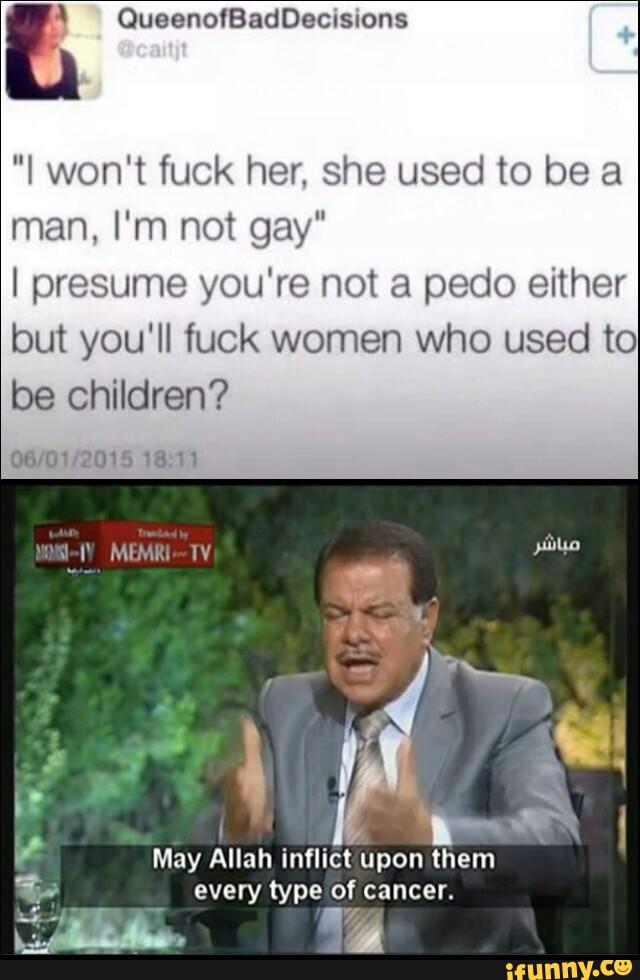 QueenofBadDecisions
@caitjt
"I won't fuck her, she used to be a
man, I'm not gay"
I presume you're not a pedo either
but you'll fuck women who used to
be children?
06/01/2015 18:11
Translated by
MEMRI TV
مباشر
May Allah inflict upon them
every type of cancer.
ifunny.co